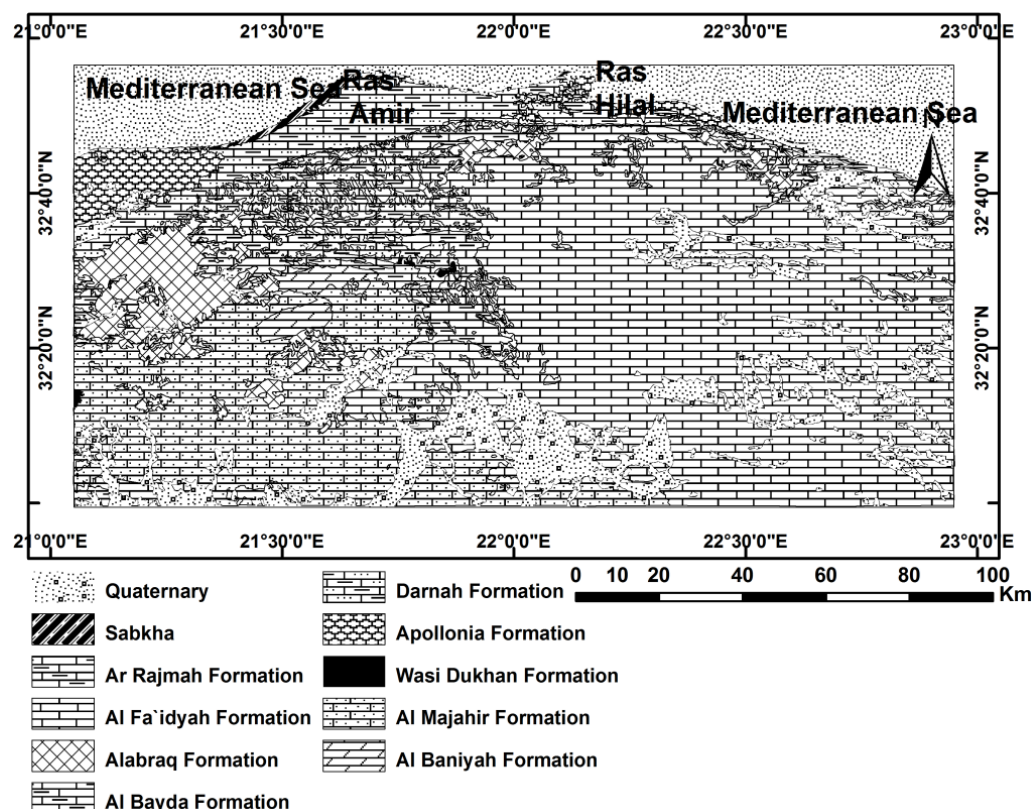 21°0'0"E 21°30'0"E 22°0'0"E 22°30'0"E 23°0'0"E
Mediterranean Sea
Ras
Amir
Ras
Hilal
Mediterranean Sea
N
32°40'0"N
32°40'0"N
32°20'0"N
32°20'0"N
21°0'0"E 21°30'0"E 22°0'0"E 22°30'0"E 23°0'0"E
Quaternary
Sabkha
Ar Rajmah Formation
Al Fa`idyah Formation
Alabraq Formation
Al Bayda Formation
Darnah Formation
Apollonia Formation
Wasi Dukhan Formation
Al Majahir Formation
Al Baniyah Formation
0 10 20 40 60 80 100
Km